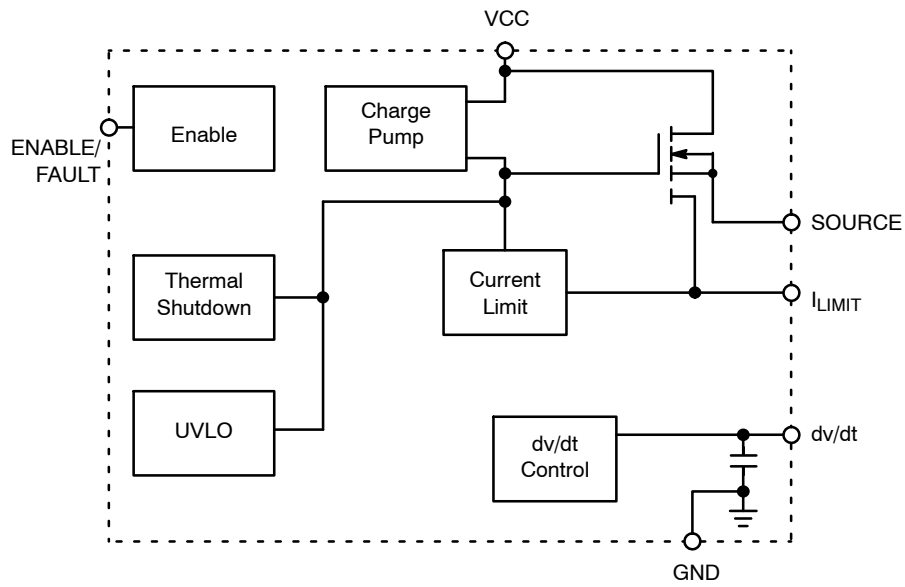 VCC
Charge
Pump
Enable
ENABLE/
FAULT
SOURCE
Thermal
Shutdown
Current
Limit
ILIMIT
UVLO
dv/dt
Control
dv/dt
GND